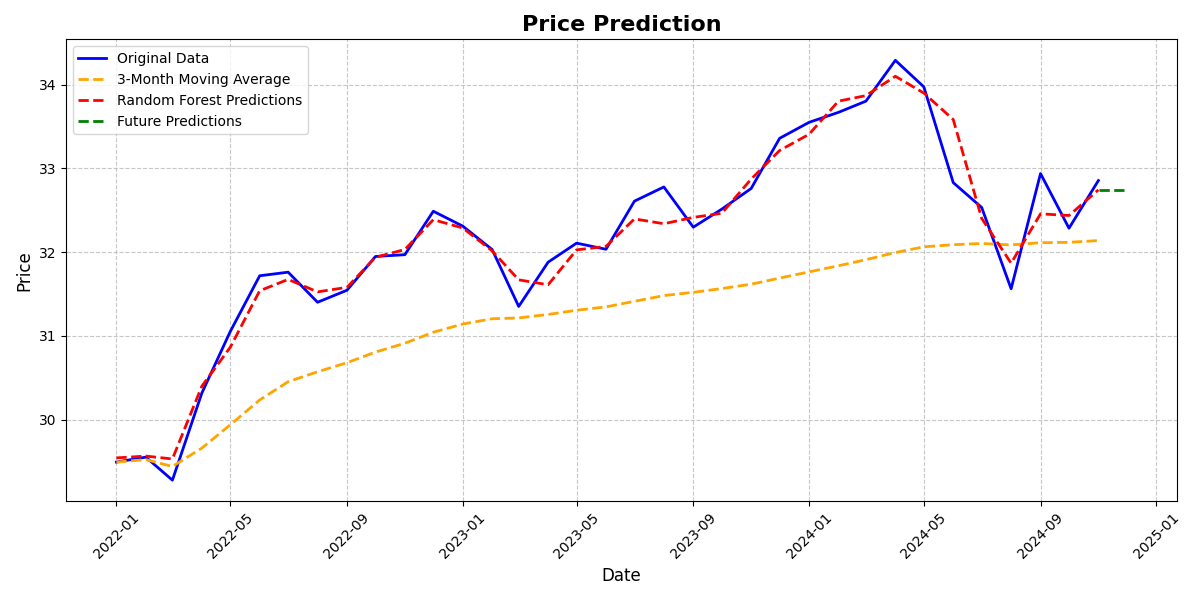 Price Prediction
Original Data
3-Month Moving Average
Random Forest Predictions
Future Predictions
Price
34
33
32
31
30
2022-01
2022-05
2022-09
2023-01
2023-05
2023-09
2024-01
2024-05
2024-09
2025-01
Date